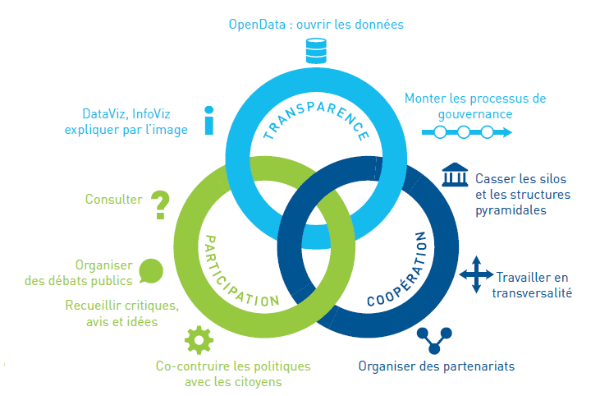 OpenData : ouvrir les données
TRANSPARENCE
DataViz, InfoViz
expliquer par l'image
Monter les processus de
gouvernance
Casser les silos
et les structures
pyramidales
Consulter
PARTICIPATION
COOPÉRATION
Organiser
des débats publics
Travailler en
transversalité
Recueillir critiques,
avis et idées
Co-contruire les politiques
avec les citoyens
Organiser des partenariats